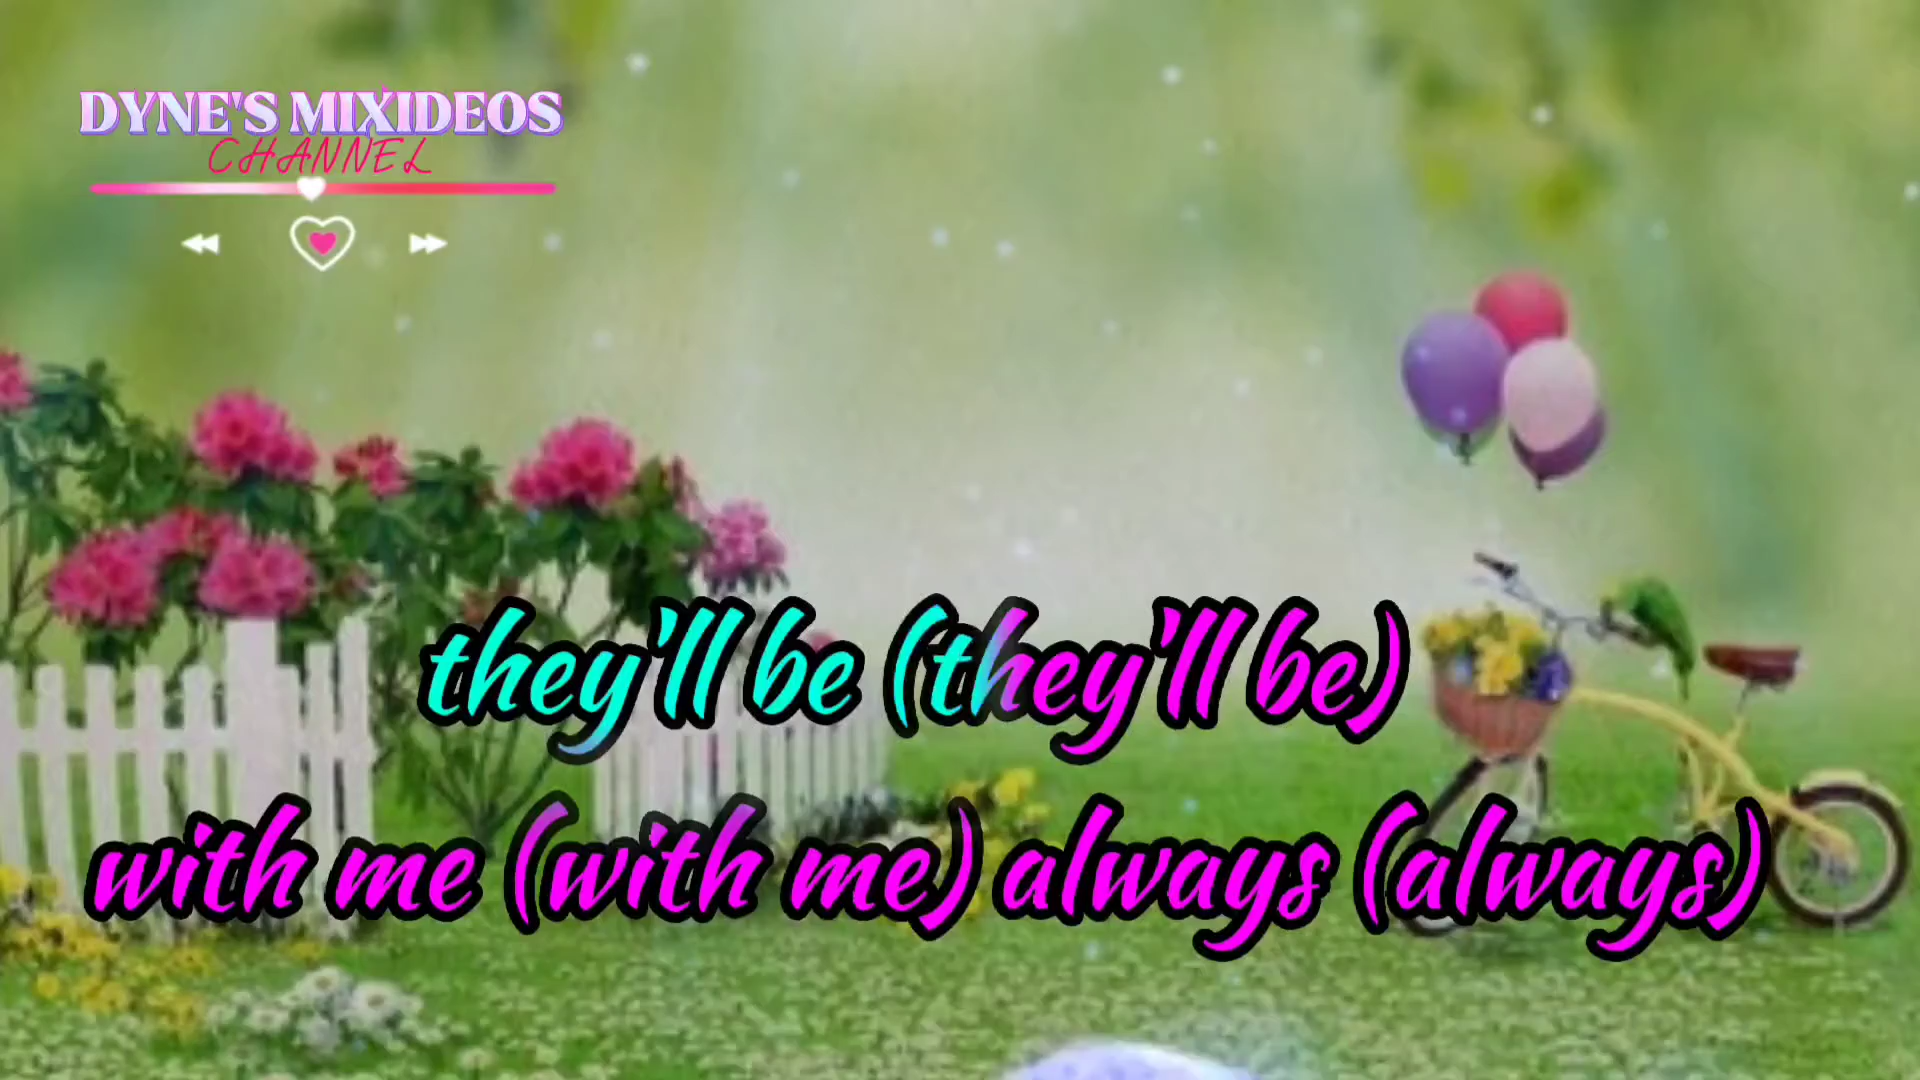 DYNE'S MIXIDEOS
CHANNEL
they'll be (they'll be)
with me (with me) always (always)